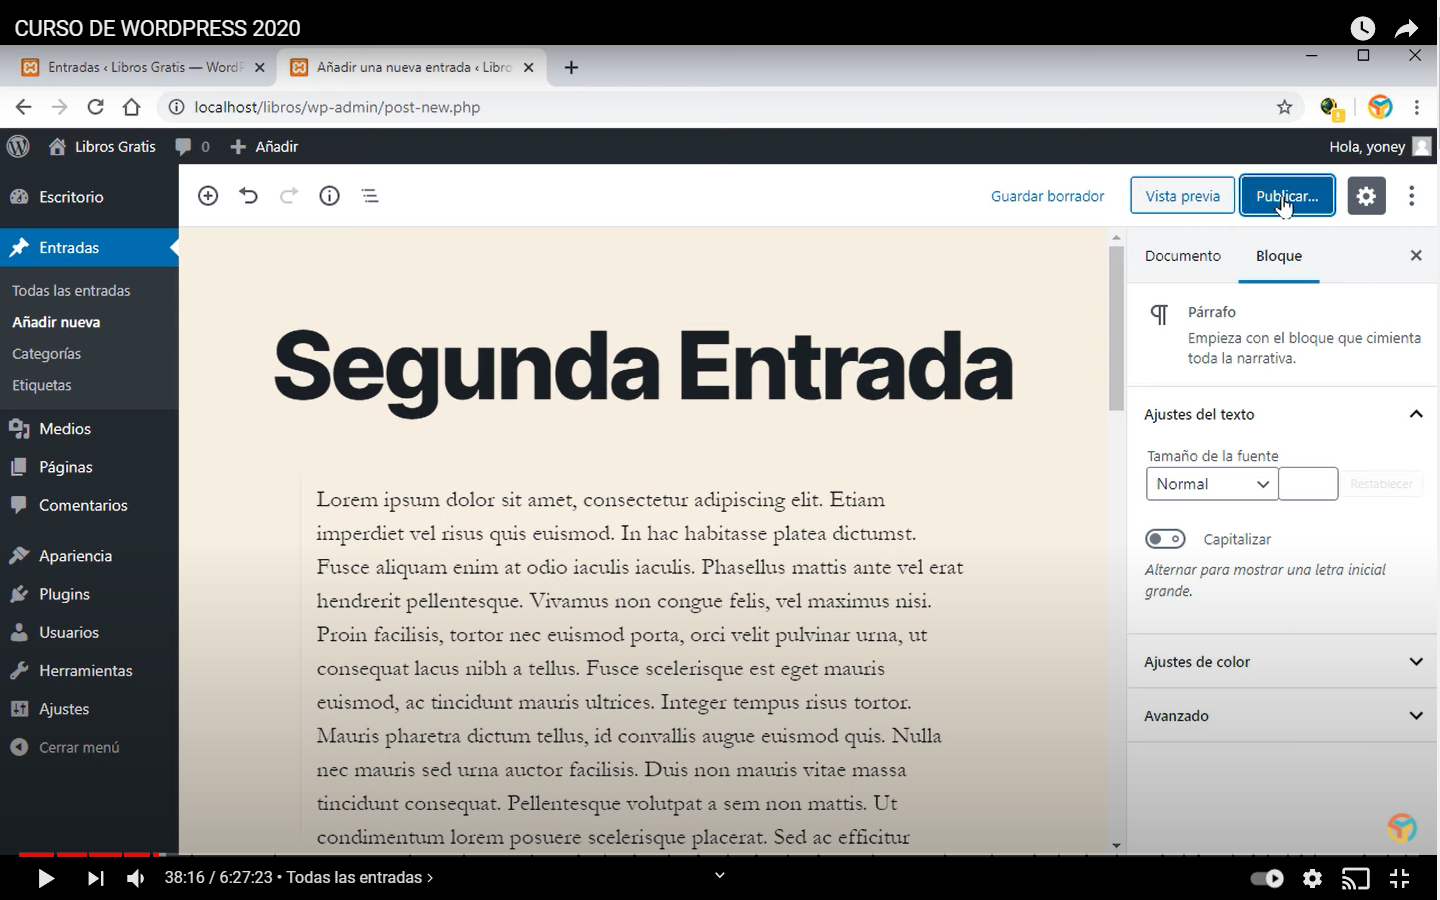 CURSO DE WORDPRESS 2020
Entradas ‹ Libros Gratis — WordP
Añadir una nueva entrada ‹ Libro
localhost/libros/wp-admin/post-new.php
Libros Gratis
0
Añadir
Hola, yoney
Escritorio
Entradas
Todas las entradas
Añadir nueva
Categorías
Etiquetas
Medios
Páginas
Comentarios
Apariencia
Plugins
Usuarios
Herramientas
Ajustes
Cerrar menú
Guardar borrador
Vista previa
Publicar...
Segunda Entrada
Lorem ipsum dolor sit amet, consectetur adipiscing elit. Etiam
imperdiet vel risus quis euismod. In hac habitasse platea dictumst.
Fusce aliquam enim at odio iaculis iaculis. Phasellus mattis ante vel erat
hendrerit pellentesque. Vivamus non congue felis, vel maximus nisi.
Proin facilisis, tortor nec euismod porta, orci velit pulvinar urna, ut
consequat lacus nibh a tellus. Fusce scelerisque est eget mauris
euismod, ac tincidunt mauris ultrices. Integer tempus risus tortor.
Mauris pharetra dictum tellus, id convallis augue euismod quis. Nulla
nec mauris sed urna auctor facilisis. Duis non mauris vitae massa
tincidunt consequat. Pellentesque volutpat a sem non mattis. Ut
condimentum lorem posuere scelerisque placerat. Sed ac efficitur
Documento
Bloque
Párrafo
Empieza con el bloque que cimienta
toda la narrativa.
Ajustes del texto
Tamaño de la fuente
Normal
Restablecer
Capitalizar
Alternar para mostrar una letra inicial
grande.
Ajustes de color
Avanzado
38:16 / 6:27:23 • Todas las entradas ›